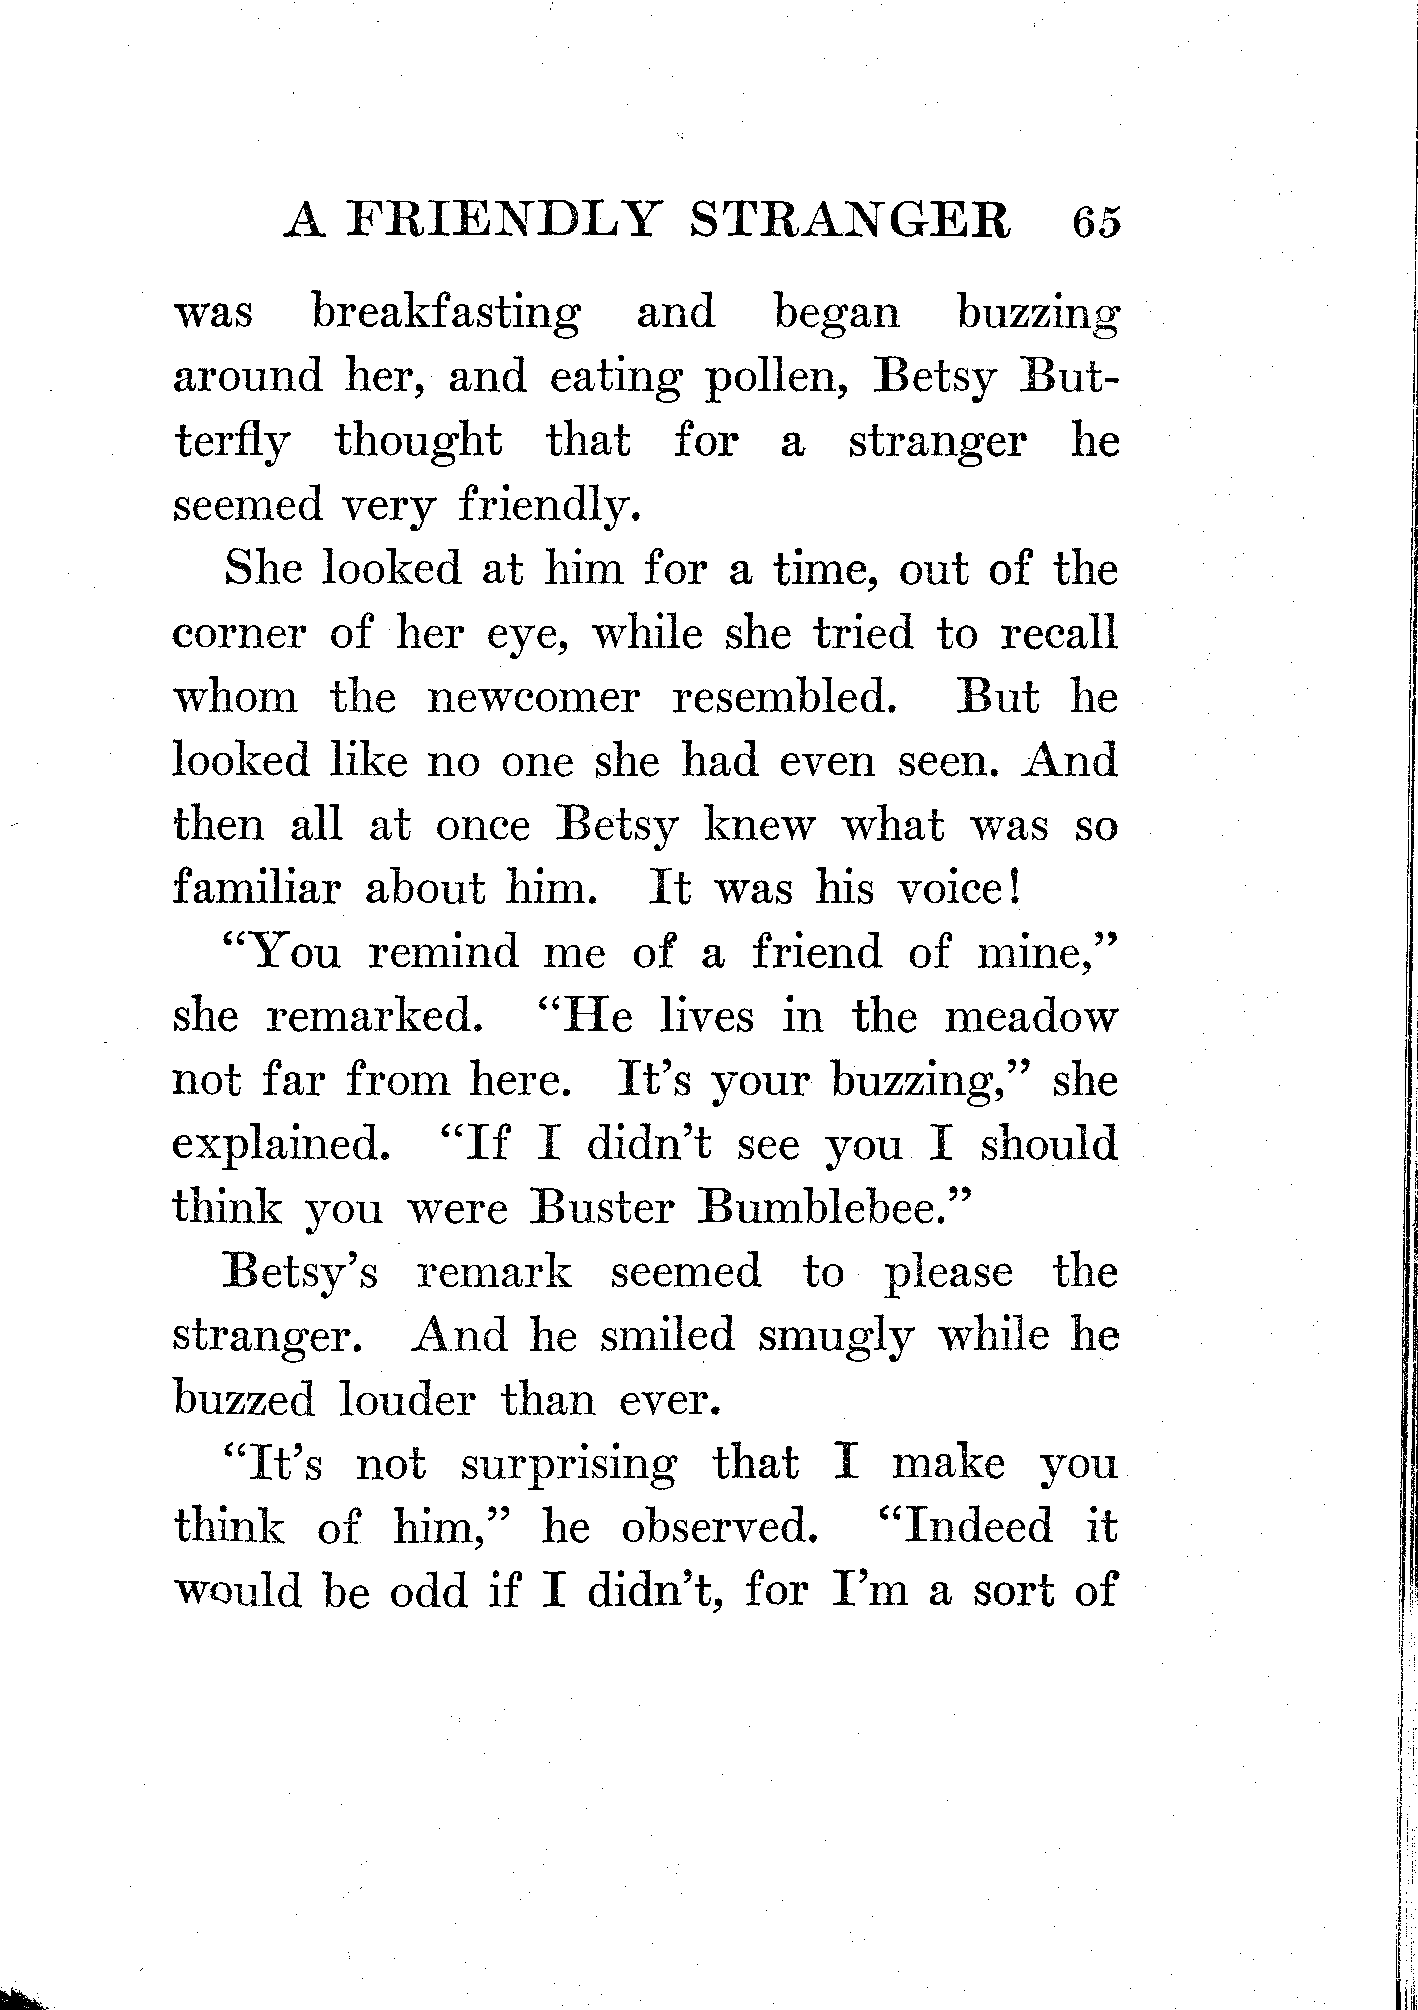 A FRIENDLY STRANGER 65
was breakfasting and began buzzing
around her, and eating pollen, Betsy But-
terfly thought that for a stranger he
seemed very friendly.
She looked at him for a time, out of the
corner of her eye, while she tried to recall
whom the newcomer resembled. But he
looked like no one she had even seen. And
then all at once Betsy knew what was so
familiar about him. It was his voice!
“You remind me of a friend of mine,”
she remarked. “He lives in the meadow
not far from here. It’s your buzzing,” she
explained. “If I didn’t see you I should
think you were Buster Bumblebee.”
Betsy’s remark seemed to please the
stranger. And he smiled smugly while he
buzzed louder than ever.
“It’s not surprising that I make you
think of him,” he observed. “Indeed it
would be odd if I didn’t, for I’m a sort of